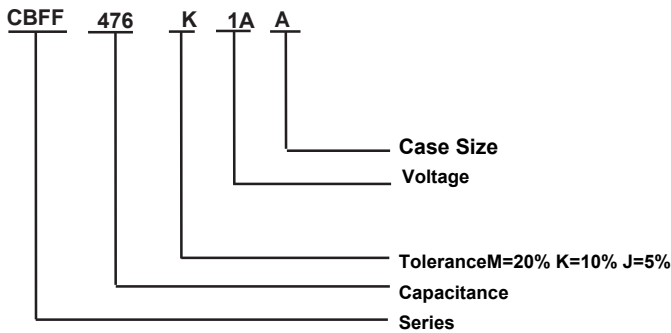 CBFF 476 K 1A A
Case Size
Voltage
ToleranceM=20% K=10% J=5%
Capacitance
Series